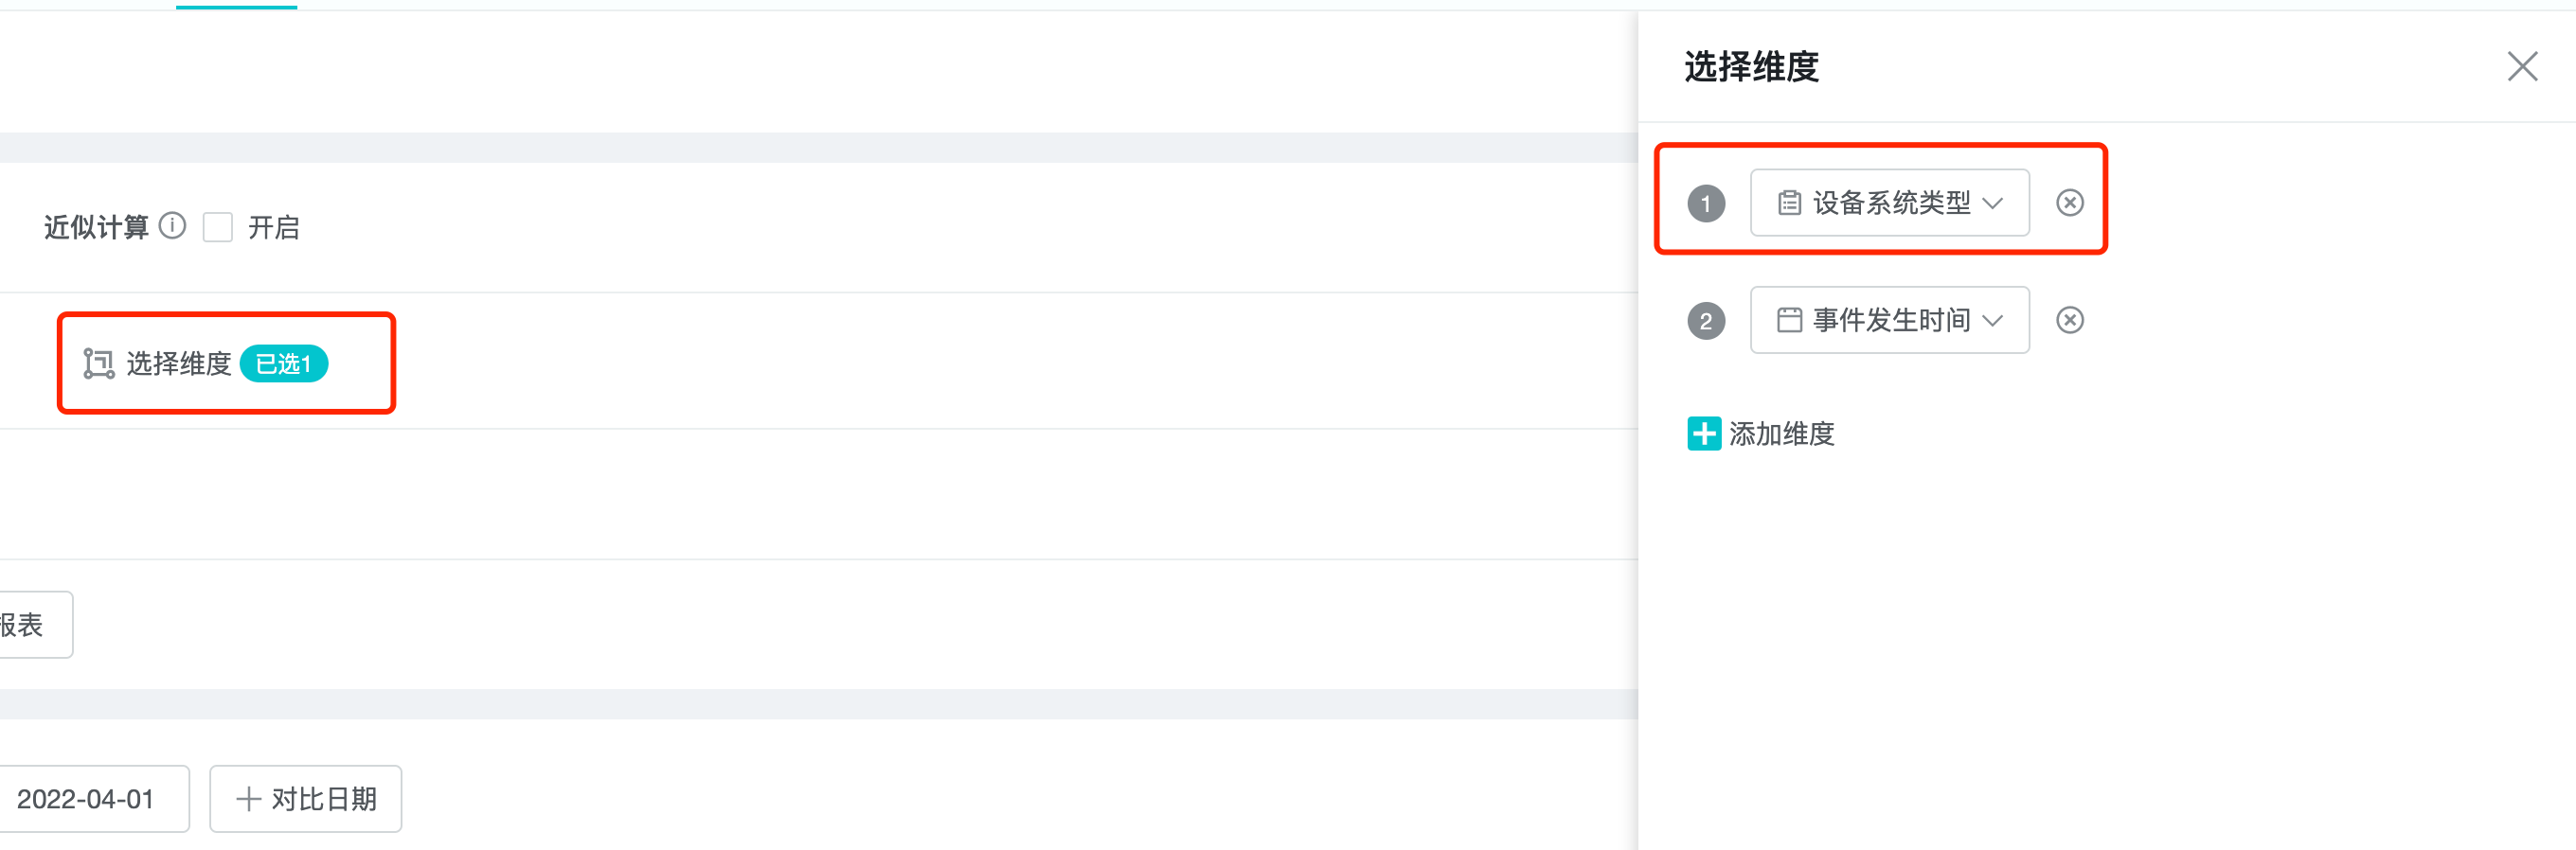 选择维度
1 设备系统类型
近似计算 开启
2 事件发生时间
选择维度 已选1
添加维度
报表
2022-04-01 对比日期